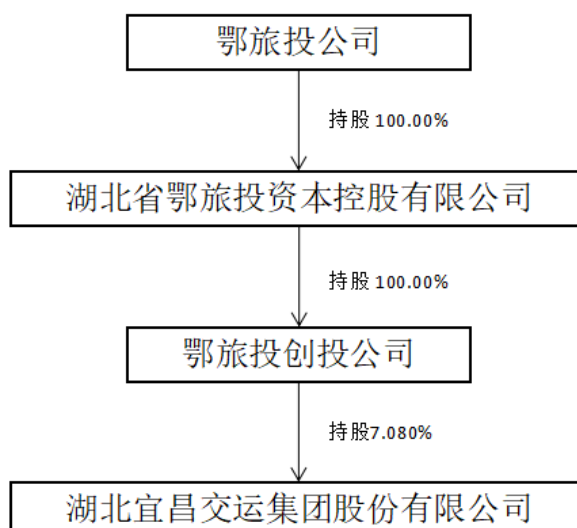 鄂旅投公司
持股 100.00%
湖北省鄂旅投资本控股有限公司
持股 100.00%
鄂旅投创投公司
持股7.080%
湖北宜昌交运集团股份有限公司